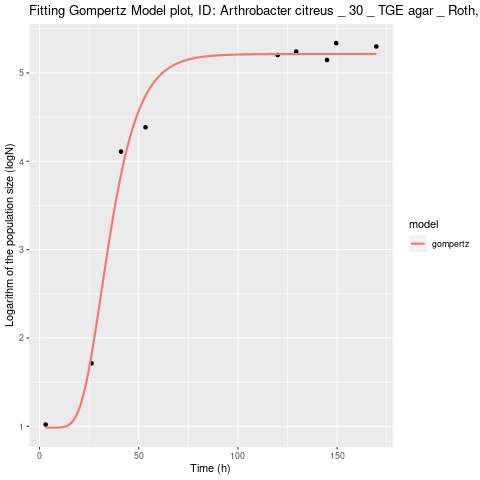 Fitting Gompertz Model plot, ID: Arthrobacter citreus _ 30 _ TGE agar _ Roth,
Logarithm of the population size (logN)
5
4
3
2
1
0
50
100
150
Time (h)
model
gompertz